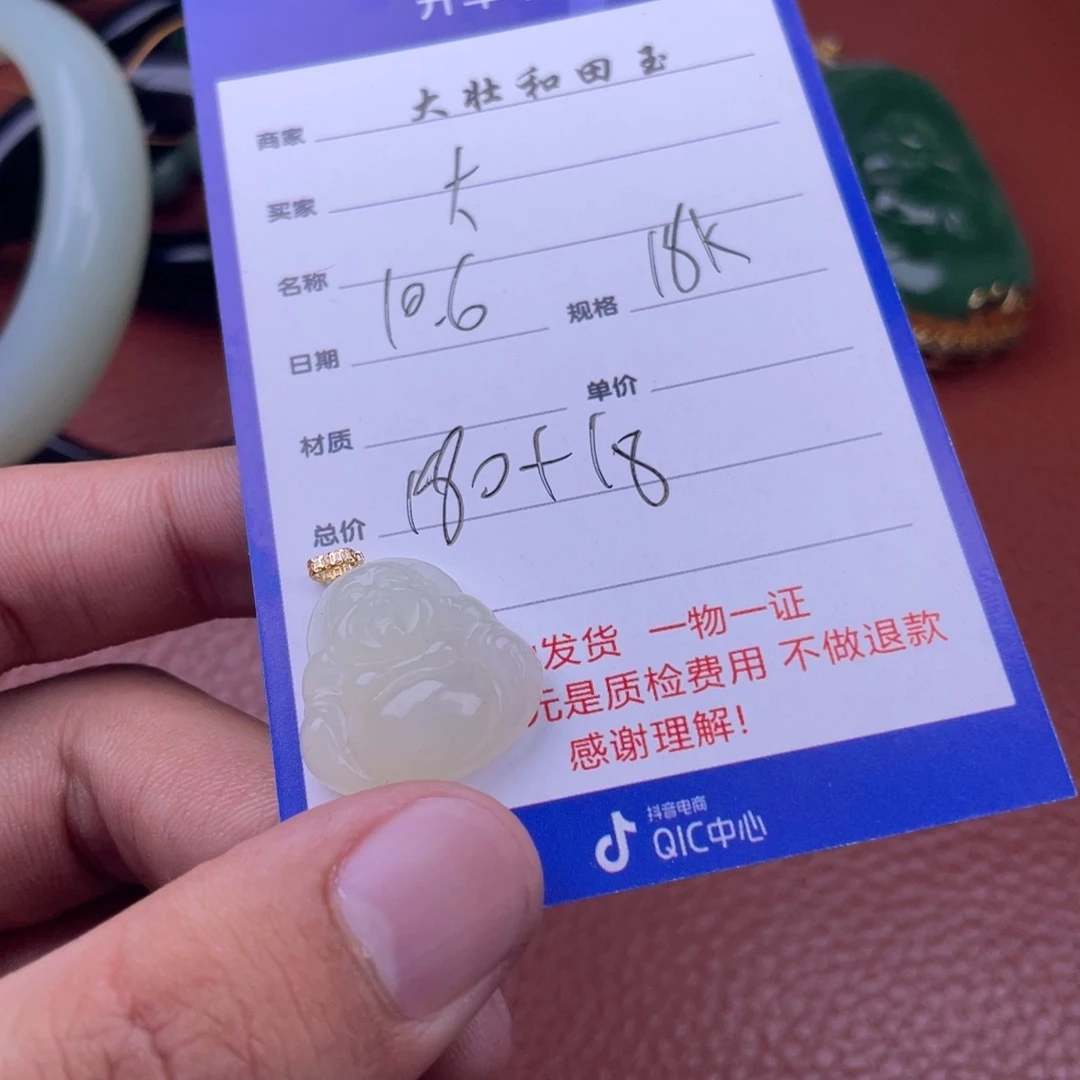 商家 大壮和田玉
买家 大
名称
日期 10.6 规格 18K
材质 单价
总价 180+18
发货 一物一证
元是质检费用 不做退款
感谢理解!
抖音电商
QIC中心